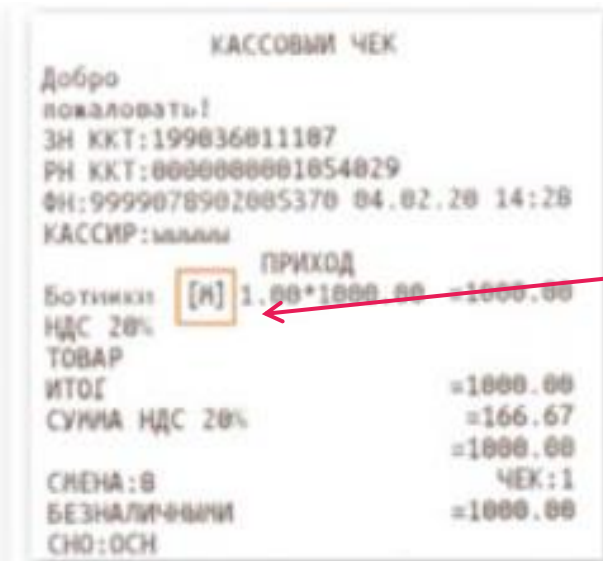 КАССОВЫЙ ЧЕК
Добро
пожаловать!
ЗН ККТ:199036011107
РН ККТ:0000000001054029
ФН:9999078902005370 04.02.20 14:28
КАССИР:
ПРИХОД
Ботинки [М] 1.00*1000.00 =1000.00
НДС 20%
ТОВАР
ИТОГ =1000.00
СУММА НДС 20% =166.67
=1000.00
СМЕНА:8 ЧЕК:1
БЕЗНАЛИЧНЫМИ =1000.00
СНО:ОСН